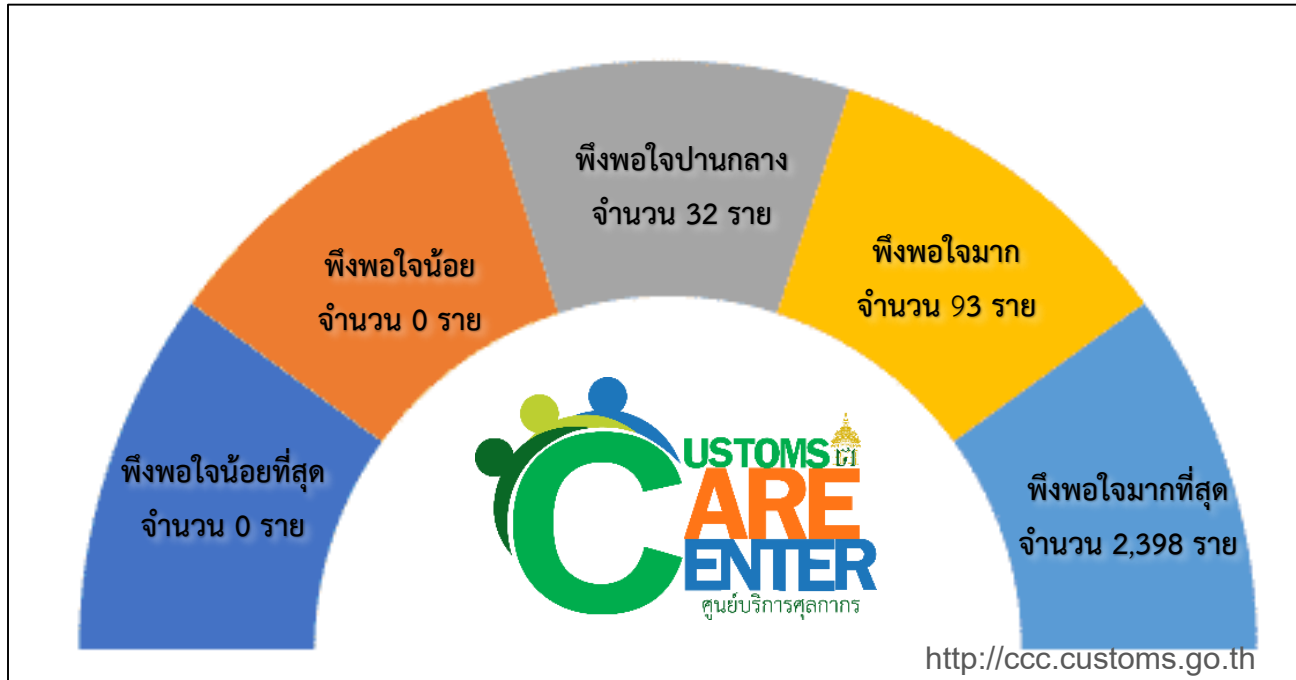 พึงพอใจปานกลาง
จำนวน 32 ราย
พึงพอใจน้อย
จำนวน 0 ราย
พึงพอใจมาก
จำนวน 93 ราย
พึงพอใจน้อยที่สุด
จำนวน 0 ราย
พึงพอใจมากที่สุด
จำนวน 2,398 ราย
CUSTOMS
CARE
CENTER
ศูนย์บริการศุลกากร
http://ccc.customs.go.th